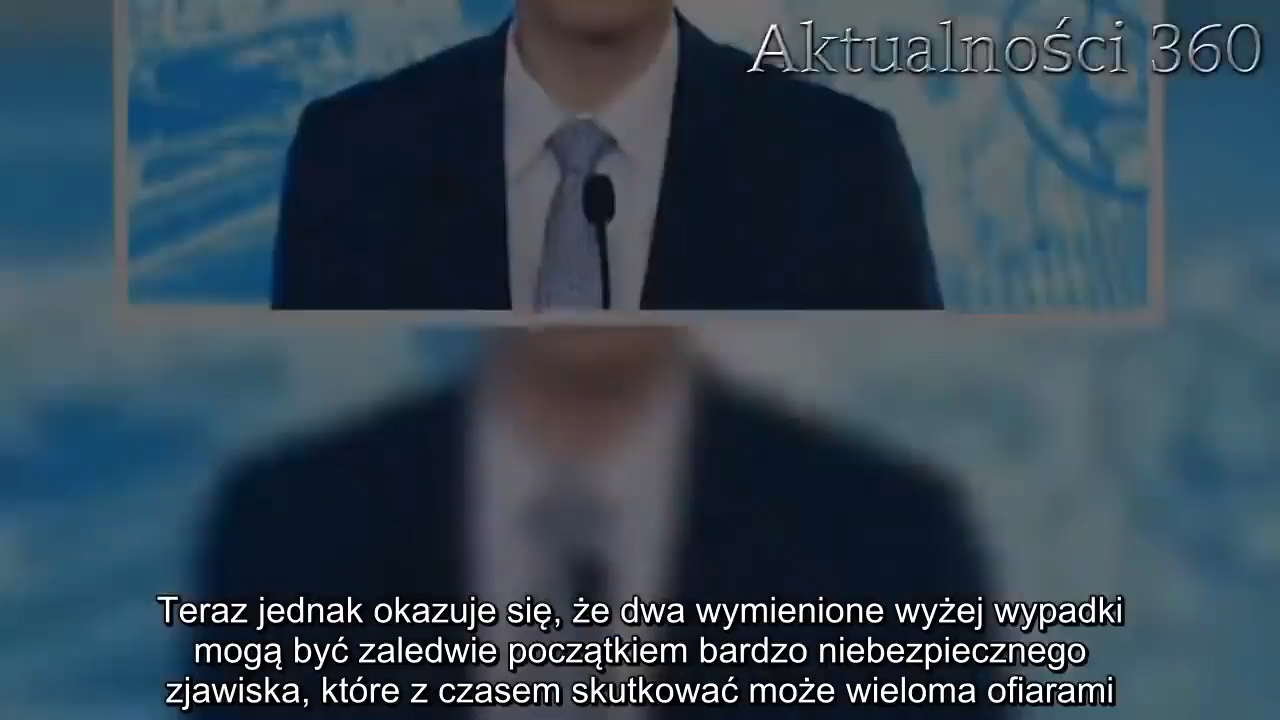 Aktualności 360
Teraz jednak okazuje się, że dwa wymienione wyżej wypadki
mogą być zaledwie początkiem bardzo niebezpiecznego
zjawiska, które z czasem skutkować może wieloma ofiarami